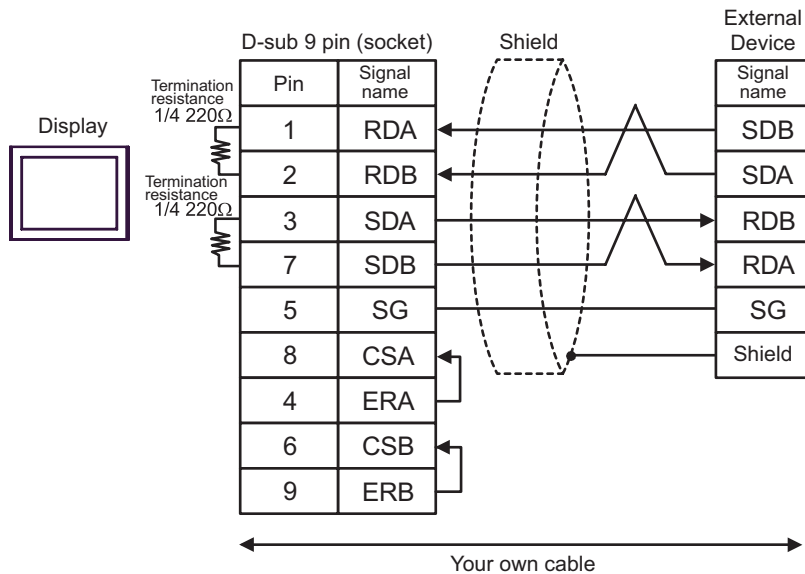 External
Device
D-sub 9 pin (socket)
Shield
Pin
Signal
name
Signal
name
Termination
resistance
1/4 220Ω
1
RDA
SDB
Display
2
RDB
SDA
Termination
resistance
1/4 220Ω
3
SDA
RDB
7
SDB
RDA
5
SG
SG
8
CSA
Shield
4
ERA
6
CSB
9
ERB
Your own cable